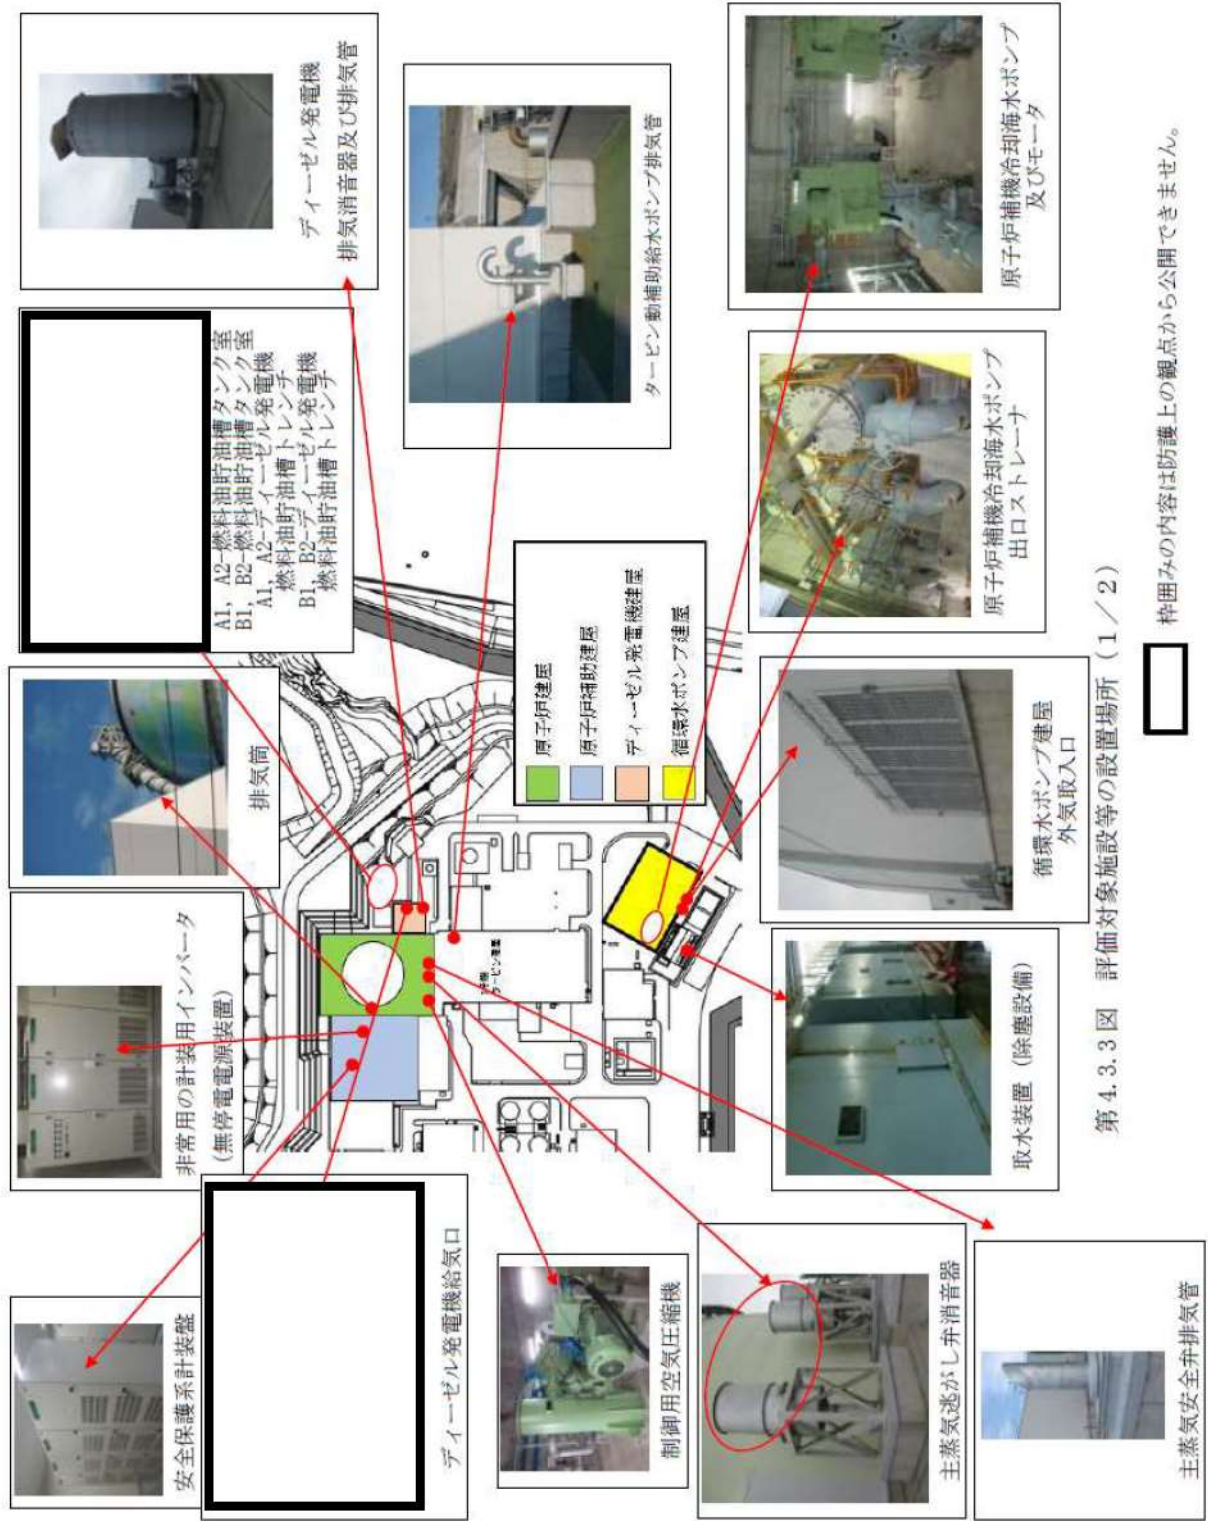 安全保護系計装盤
非常用の計装用インバータ
(無停電電源装置)
排気筒
A1, A2-燃料油貯油槽タンク室
B1, B2-燃料油貯油槽タンク室
A1, A2-ディーゼル発電機
燃料油貯油槽トレンチ
B1, B2-ディーゼル発電機
燃料油貯油槽トレンチ
ディーゼル発電機
排気消音器及び排気管
ディーゼル発電機給気口
タービン動補助給水ポンプ排気管
原子炉建屋
原子炉補助建屋
ディーゼル発電機建屋
循環水ポンプ建屋
タービン建屋
制御用空気圧縮機
主蒸気逃がし弁消音器
主蒸気安全弁排気管
取水装置（除塵設備）
循環水ポンプ建屋
外気取入口
原子炉補機冷却海水ポンプ
出口ストレーナ
原子炉補機冷却海水ポンプ
及びモータ
第4.3.3図　評価対象施設等の設置場所（1／2）
枠囲みの内容は防護上の観点から公開できません。